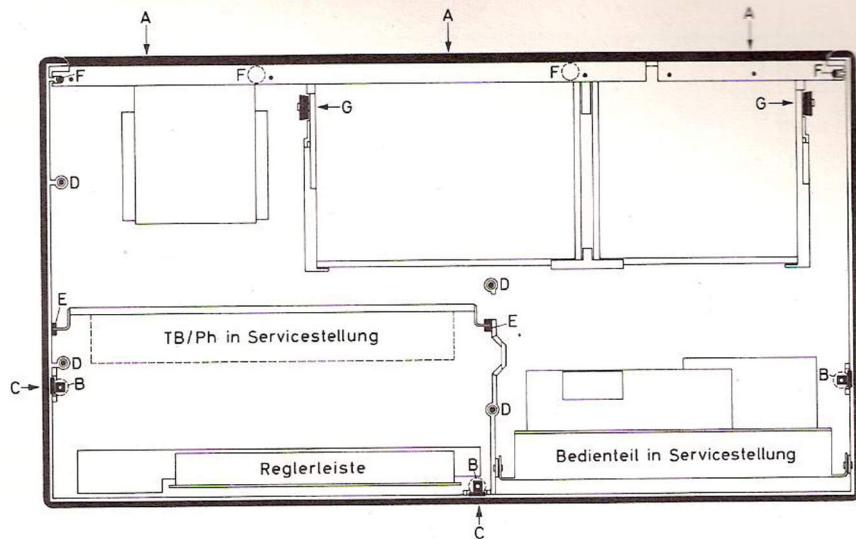 A A A
F F F F
G G
D
D
E E
TB/Ph in Servicestellung
D
C B B
D
Bedienteil in Servicestellung
Reglerleiste B
C